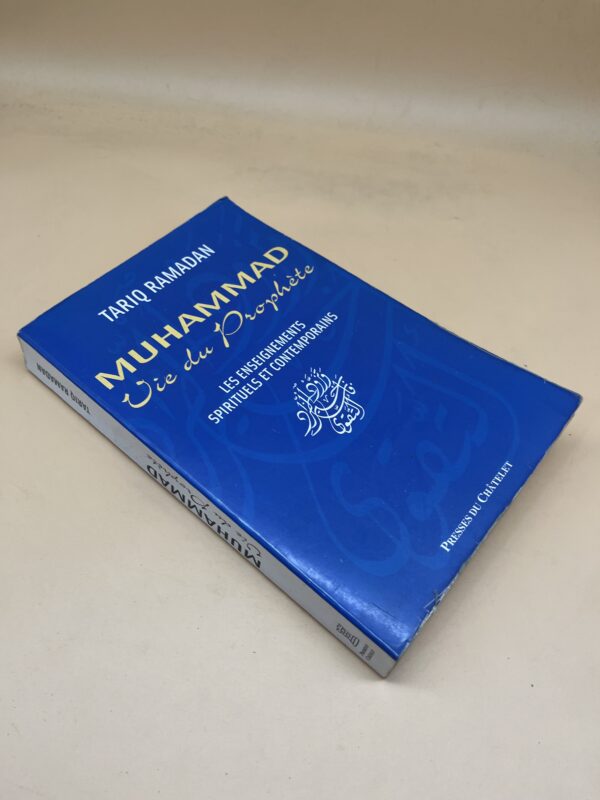 TARIQ RAMADAN
MUHAMMAD
Vie du Prophète
LES ENSEIGNEMENTS
SPIRITUELS ET CONTEMPORAINS
PRESSES DU CHÂTELET
TARIQ RAMADAN
MUHAMMAD
Vie du Prophète